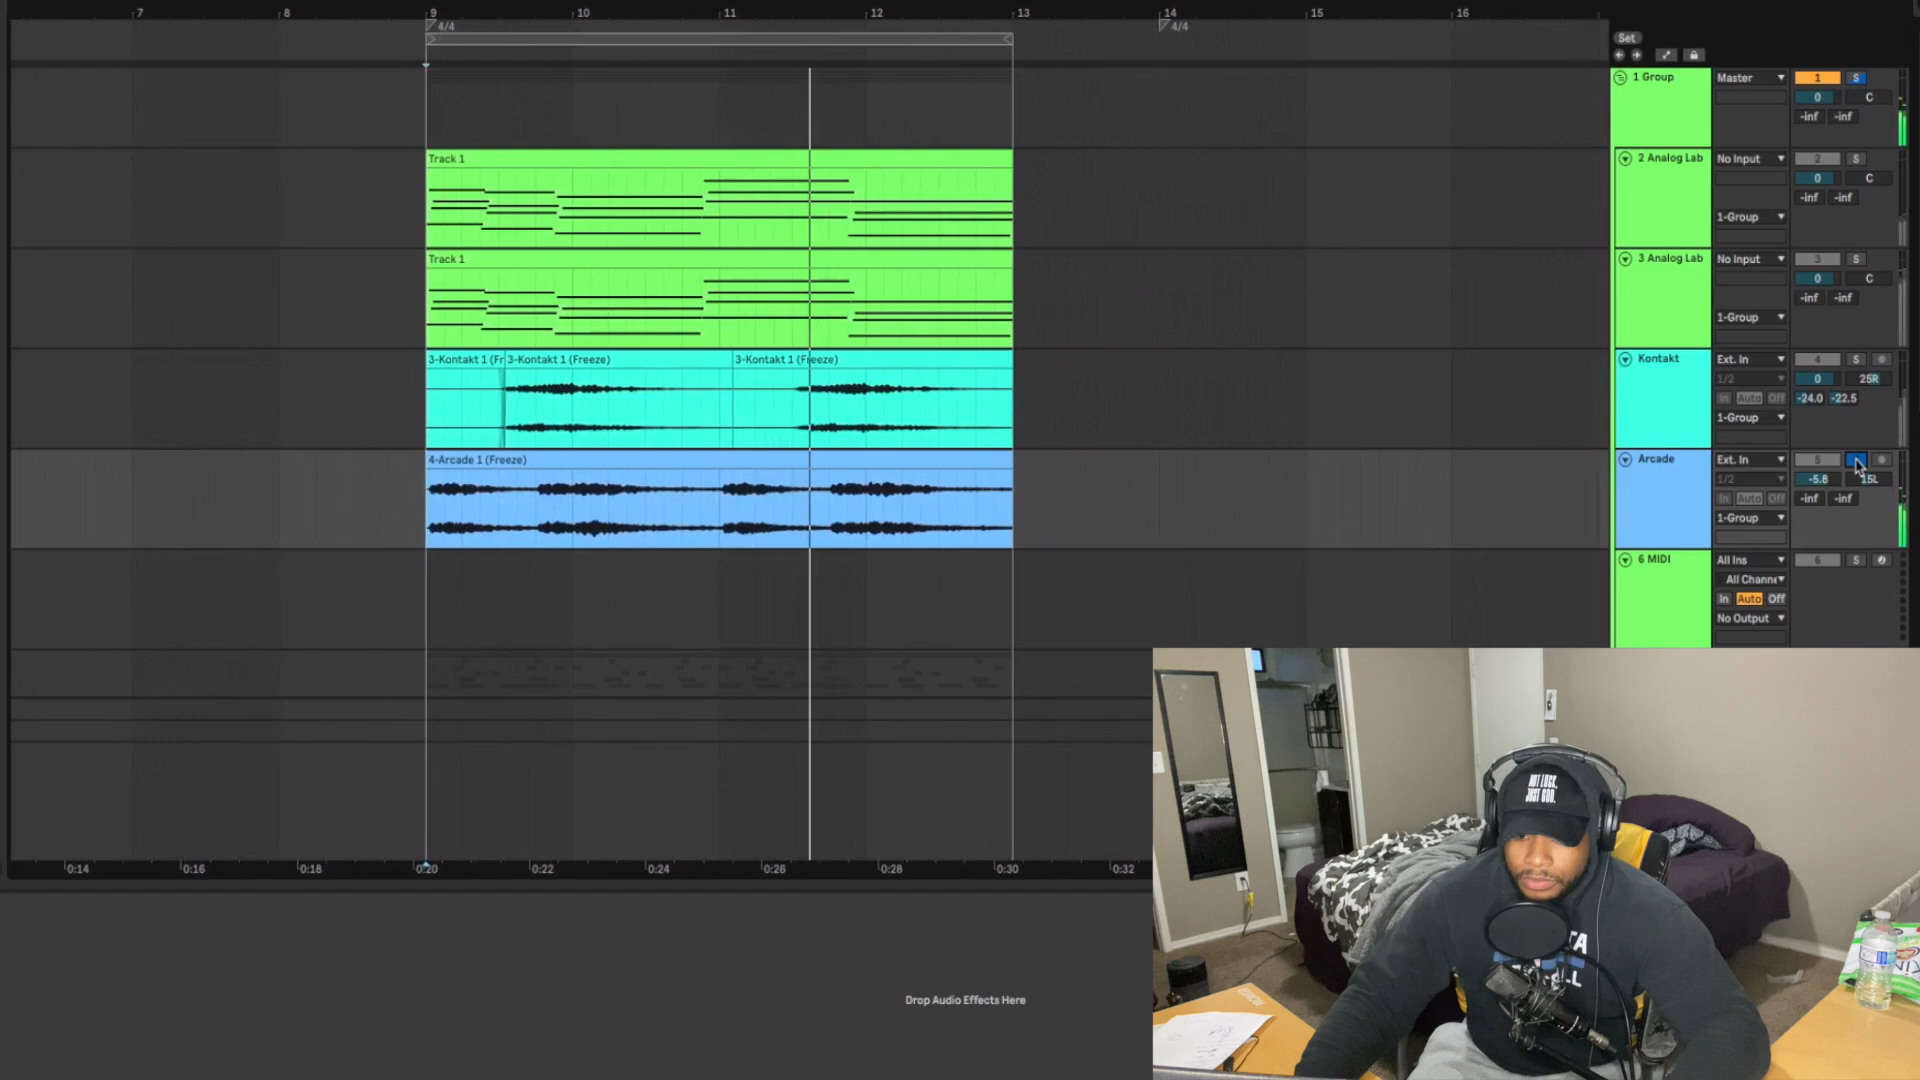 7 8 9 10 11 12 13 14 15 16
4/4 4/4
Set
1 Group Master 1 S
0 C
-inf -inf
Track 1
2 Analog Lab No Input 2 S
0 C
-inf -inf
1-Group
Track 1
3 Analog Lab No Input 3 S
0 C
-inf -inf
1-Group
3-Kontakt 1 (Fr 3-Kontakt 1 (Freeze) 3-Kontakt 1 (Freeze)
Kontakt Ext. In 4 S
1/2 0 25R
In Auto Off -24.0 -22.5
1-Group
4-Arcade 1 (Freeze)
Arcade Ext. In 5
1/2 -5.8 15L
In Auto Off -inf -inf
1-Group
6 MIDI All Ins 6 S
All Channe
In Auto Off
No Output
0:14 0:16 0:18 0:20 0:22 0:24 0:26 0:28 0:30 0:32
Drop Audio Effects Here
NOT LUCK,
JUST GOD.